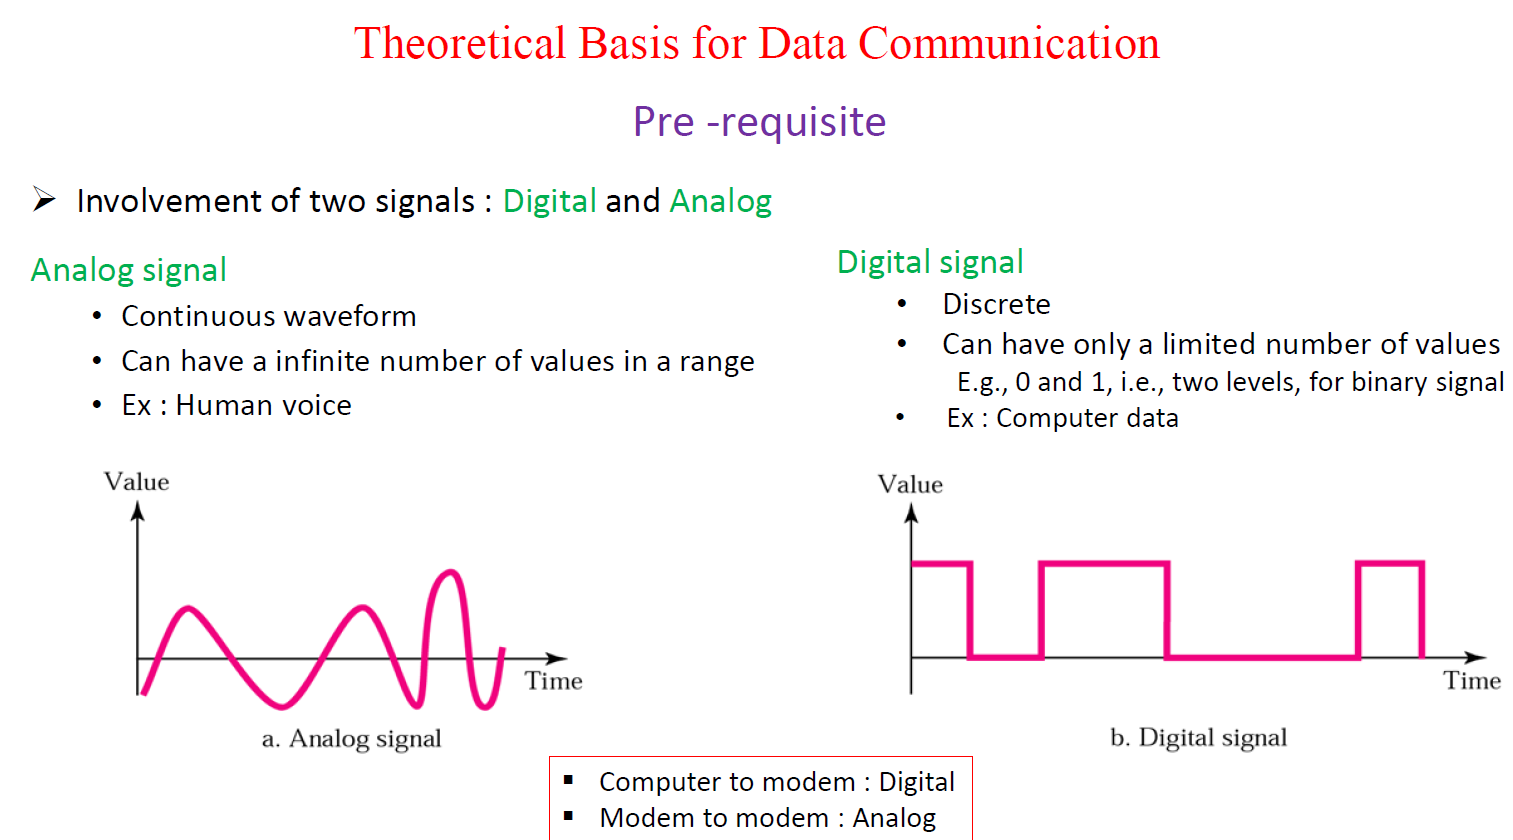 Theoretical Basis for Data Communication
Pre -requisite
➢ Involvement of two signals : Digital and Analog
Analog signal
• Continuous waveform
• Can have a infinite number of values in a range
• Ex : Human voice
Value
Time
a. Analog signal
Digital signal
• Discrete
• Can have only a limited number of values
E.g., 0 and 1, i.e., two levels, for binary signal
• Ex : Computer data
Value
Time
b. Digital signal
▪ Computer to modem : Digital
▪ Modem to modem : Analog